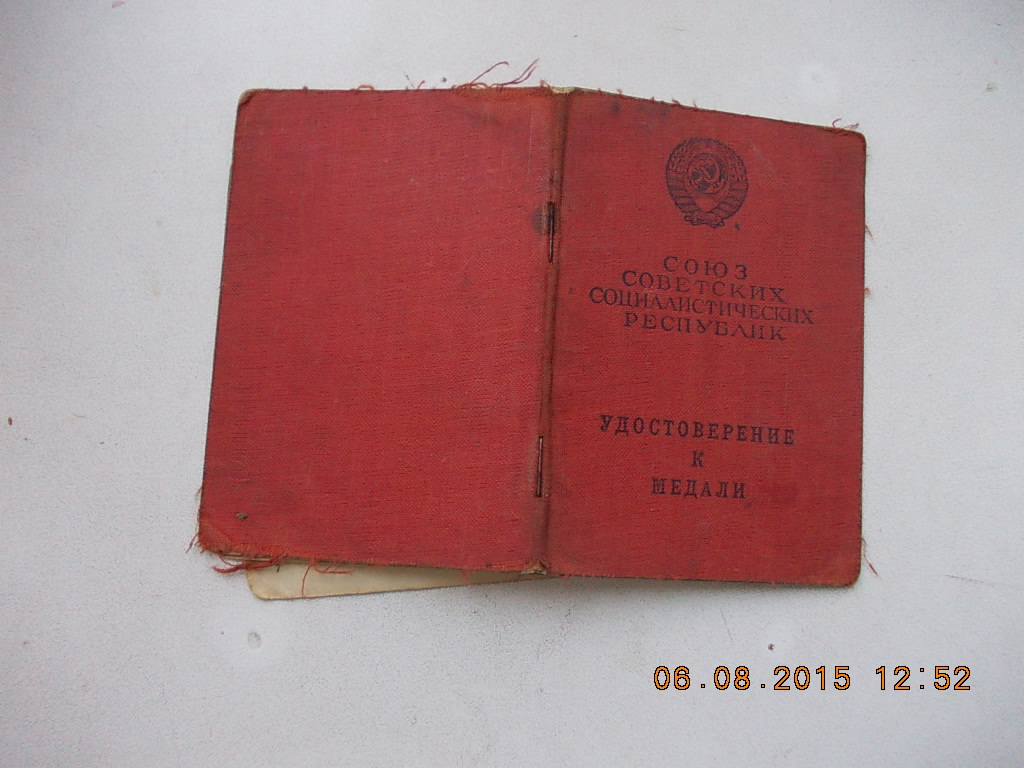 СОЮЗ
СОВЕТСКИХ
СОЦИАЛИСТИЧЕСКИХ
РЕСПУБЛИК
УДОСТОВЕРЕНИЕ
К
МЕДАЛИ
06.08.2015 12:52